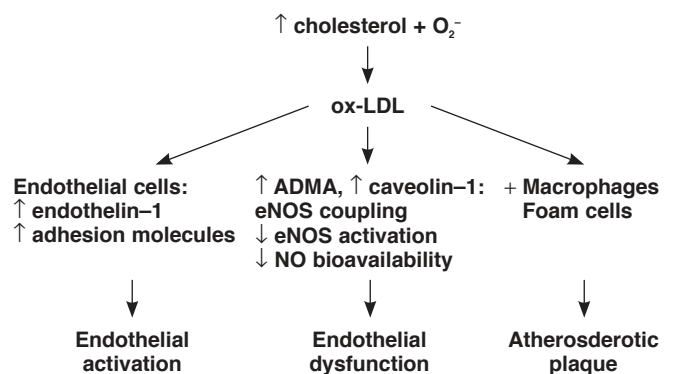 ↑ cholesterol + O₂⁻
ox-LDL
Endothelial cells:
↑ endothelin–1
↑ adhesion molecules
↑ ADMA, ↑ caveolin–1:
eNOS coupling
↓ eNOS activation
↓ NO bioavailability
+ Macrophages
Foam cells
Endothelial
activation
Endothelial
dysfunction
Atherosderotic
plaque